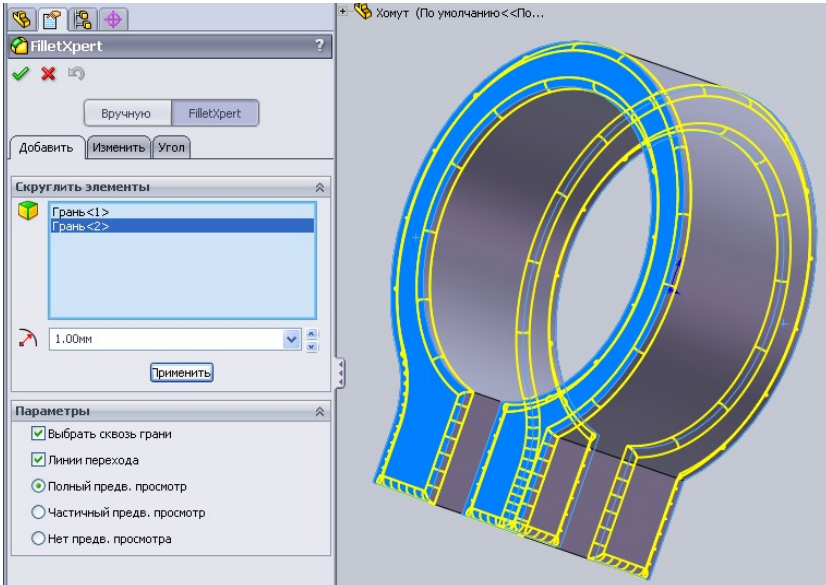 Хомут (По умолчанию<<По...
FilletXpert
?
Вручную
FilletXpert
Добавить
Изменить
Угол
Скруглить элементы
Грань<1>
Грань<2>
1.00мм
Применить
Параметры
Выбрать сквозь грани
Линии перехода
Полный предв. просмотр
Частичный предв. просмотр
Нет предв. просмотра